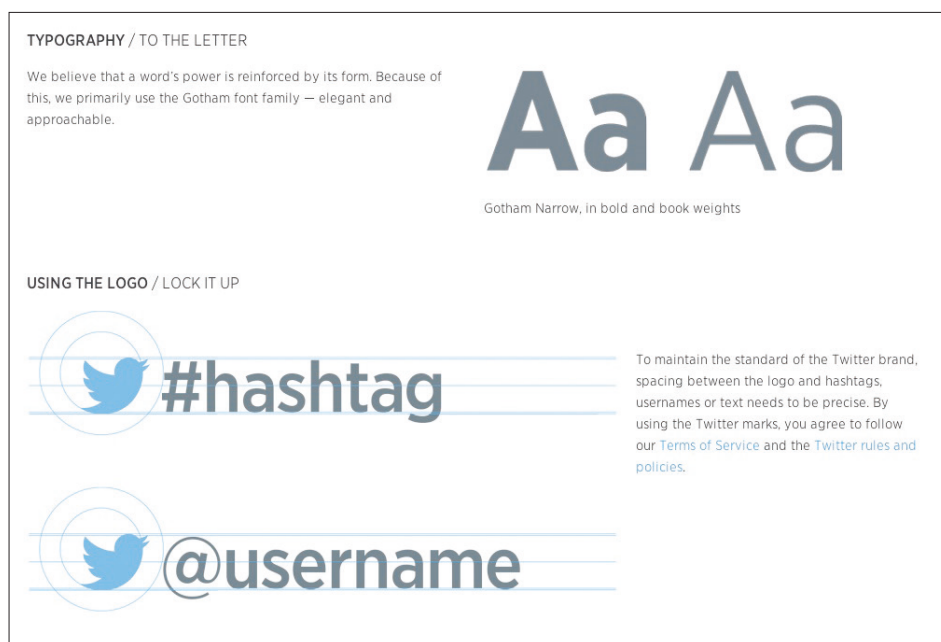 TYPOGRAPHY / TO THE LETTER
We believe that a word's power is reinforced by its form. Because of
this, we primarily use the Gotham font family — elegant and
approachable.
Aa Aa
Gotham Narrow, in bold and book weights
USING THE LOGO / LOCK IT UP
#hashtag
To maintain the standard of the Twitter brand,
spacing between the logo and hashtags,
usernames or text needs to be precise. By
using the Twitter marks, you agree to follow
our Terms of Service and the Twitter rules and
policies.
@username